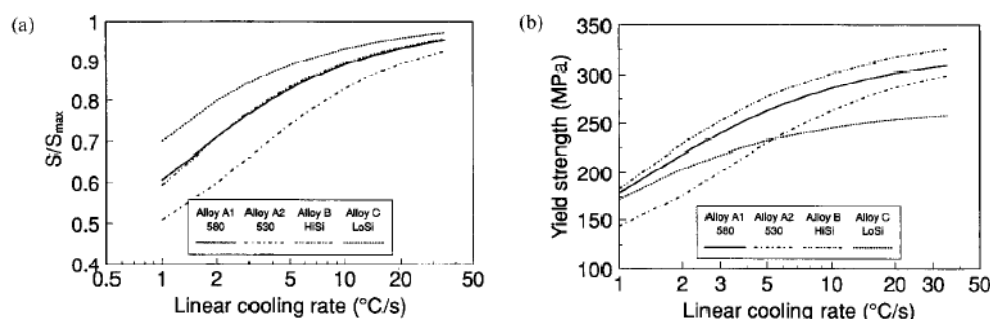 (a)
S/Smax
1
0.9
0.8
0.7
0.6
0.5
0.4
Alloy A1 Alloy A2 Alloy B Alloy C
580 530 HiSi LoSi
0.5 1 2 5 10 20 50
Linear cooling rate (°C/s)
(b)
Yield strength (MPa)
350
300
250
200
150
100
Alloy A1 Alloy A2 Alloy B Alloy C
580 530 HiSi LoSi
1 2 3 5 10 20 30 50
Linear cooling rate (°C/s)